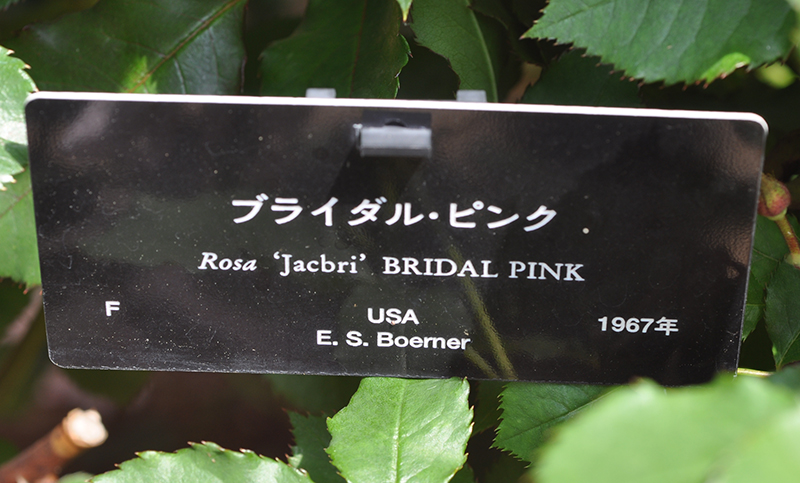 ブライダル・ピンク
Rosa ‘Jacbri’ BRIDAL PINK
F
USA
1967年
E. S. Boerner